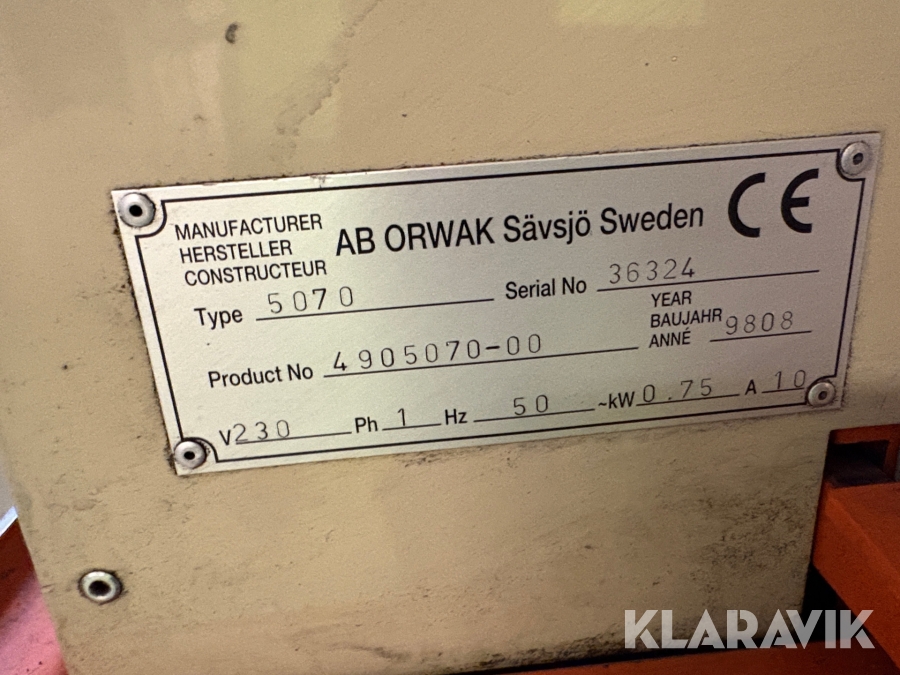 MANUFACTURER
HERSTELLER
CONSTRUCTEUR
AB ORWAK Sävsjö Sweden
CE
Type 5070
Serial No 36324
Product No 4905070-00
YEAR
BAUJAHR
ANNÉ
9808
V 230 Ph 1 Hz 50 ~kW 0.75 A 10
KLARAVIK